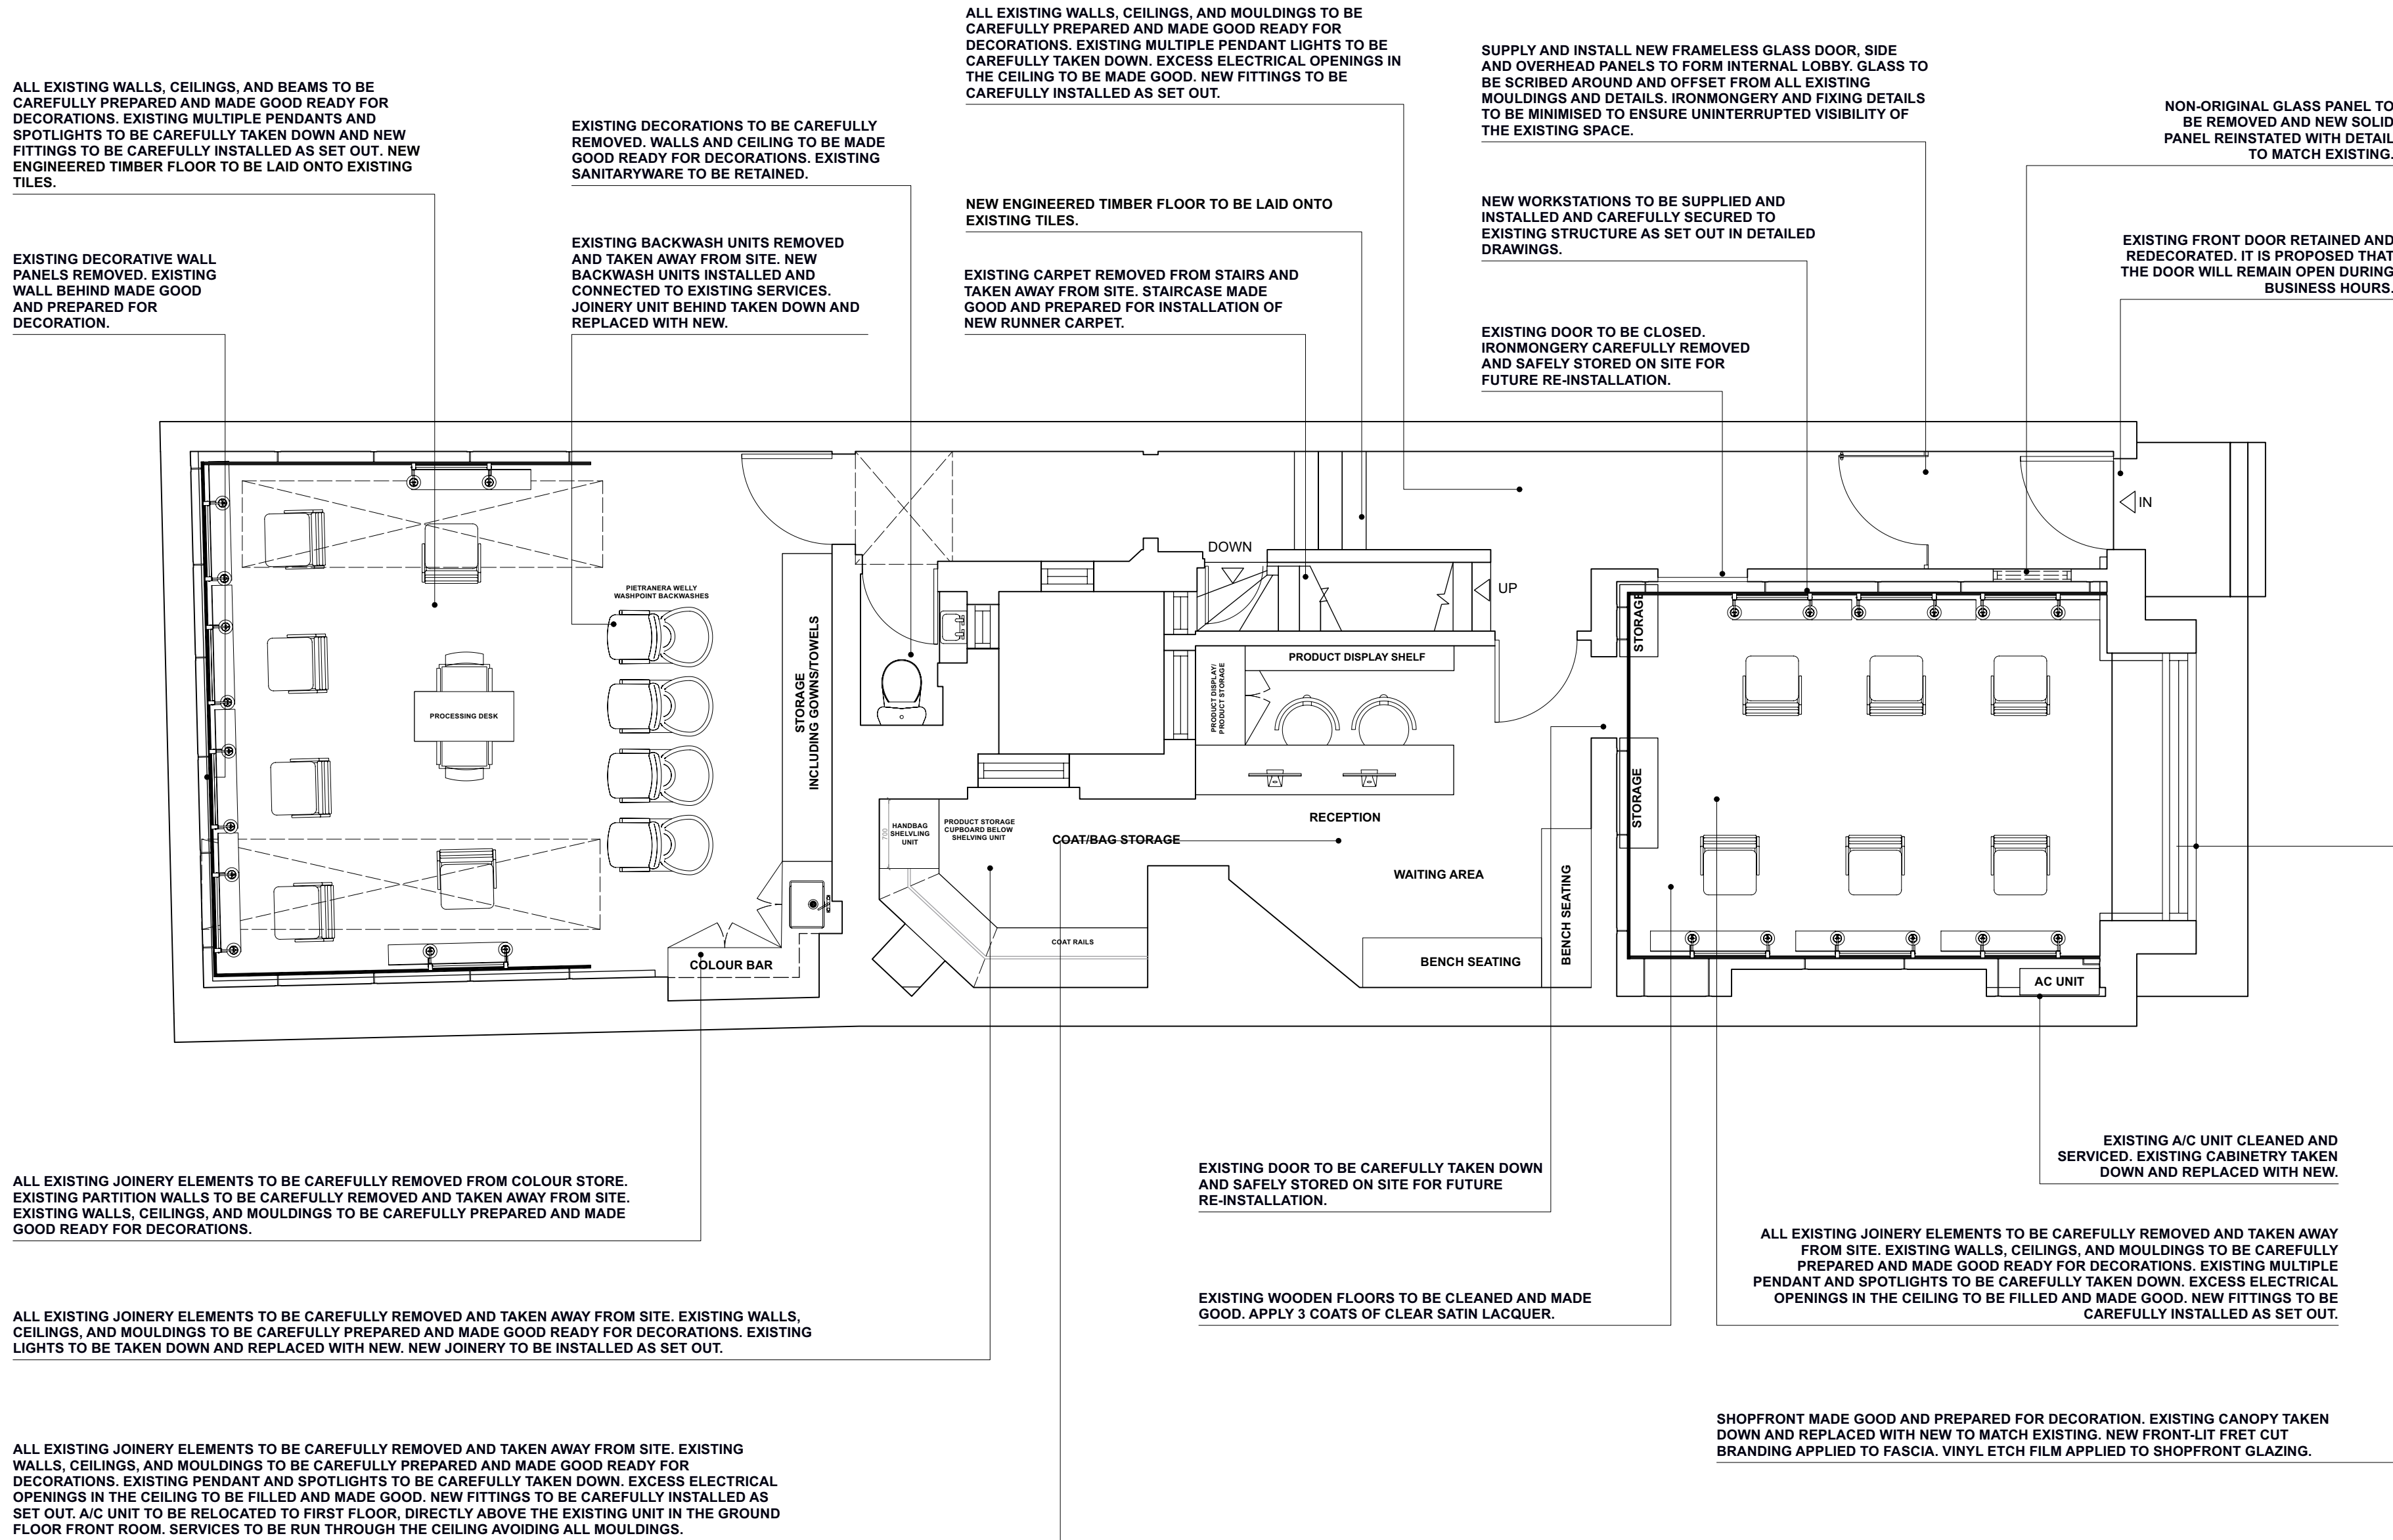 ALL EXISTING WALLS, CEILINGS, AND MOULDINGS TO BE
CAREFULLY PREPARED AND MADE GOOD READY FOR
DECORATIONS. EXISTING MULTIPLE PENDANT LIGHTS TO BE
CAREFULLY TAKEN DOWN. EXCESS ELECTRICAL OPENINGS IN
THE CEILING TO BE MADE GOOD. NEW FITTINGS TO BE
CAREFULLY INSTALLED AS SET OUT.
SUPPLY AND INSTALL NEW FRAMELESS GLASS DOOR, SIDE
AND OVERHEAD PANELS TO FORM INTERNAL LOBBY. GLASS TO
BE SCRIBED AROUND AND OFFSET FROM ALL EXISTING
MOULDINGS AND DETAILS. IRONMONGERY AND FIXING DETAILS
TO BE MINIMISED TO ENSURE UNINTERRUPTED VISIBILITY OF
THE EXISTING SPACE.
ALL EXISTING WALLS, CEILINGS, AND BEAMS TO BE
CAREFULLY PREPARED AND MADE GOOD READY FOR
DECORATIONS. EXISTING MULTIPLE PENDANTS AND
SPOTLIGHTS TO BE CAREFULLY TAKEN DOWN AND NEW
FITTINGS TO BE CAREFULLY INSTALLED AS SET OUT. NEW
ENGINEERED TIMBER FLOOR TO BE LAID ONTO EXISTING
TILES.
NON-ORIGINAL GLASS PANEL TO
BE REMOVED AND NEW SOLID
PANEL REINSTATED WITH DETAIL
TO MATCH EXISTING.
EXISTING DECORATIONS TO BE CAREFULLY
REMOVED. WALLS AND CEILING TO BE MADE
GOOD READY FOR DECORATIONS. EXISTING
SANITARYWARE TO BE RETAINED.
NEW ENGINEERED TIMBER FLOOR TO BE LAID ONTO
EXISTING TILES.
NEW WORKSTATIONS TO BE SUPPLIED AND
INSTALLED AND CAREFULLY SECURED TO
EXISTING STRUCTURE AS SET OUT IN DETAILED
DRAWINGS.
EXISTING FRONT DOOR RETAINED AND
REDECORATED. IT IS PROPOSED THAT
THE DOOR WILL REMAIN OPEN DURING
BUSINESS HOURS.
EXISTING DECORATIVE WALL
PANELS REMOVED. EXISTING
WALL BEHIND MADE GOOD
AND PREPARED FOR
DECORATION.
EXISTING BACKWASH UNITS REMOVED
AND TAKEN AWAY FROM SITE. NEW
BACKWASH UNITS INSTALLED AND
CONNECTED TO EXISTING SERVICES.
JOINERY UNIT BEHIND TAKEN DOWN AND
REPLACED WITH NEW.
EXISTING CARPET REMOVED FROM STAIRS AND
TAKEN AWAY FROM SITE. STAIRCASE MADE
GOOD AND PREPARED FOR INSTALLATION OF
NEW RUNNER CARPET.
EXISTING DOOR TO BE CLOSED.
IRONMONGERY CAREFULLY REMOVED
AND SAFELY STORED ON SITE FOR
FUTURE RE-INSTALLATION.
IN
DOWN
UP
PIETRANERA WELLY
WASHPOINT BACKWASHES
STORAGE
INCLUDING GOWNS/TOWELS
PROCESSING DESK
PRODUCT DISPLAY SHELF
PRODUCT DISPLAY/
PRODUCT STORAGE
STORAGE
STORAGE
RECEPTION
700
HANDBAG
SHELVLING
UNIT
PRODUCT STORAGE
CUPBOARD BELOW
SHELVING UNIT
COAT/BAG STORAGE
WAITING AREA
BENCH SEATING
COAT RAILS
COLOUR BAR
BENCH SEATING
AC UNIT
EXISTING A/C UNIT CLEANED AND
SERVICED. EXISTING CABINETRY TAKEN
DOWN AND REPLACED WITH NEW.
EXISTING DOOR TO BE CAREFULLY TAKEN DOWN
AND SAFELY STORED ON SITE FOR FUTURE
RE-INSTALLATION.
ALL EXISTING JOINERY ELEMENTS TO BE CAREFULLY REMOVED FROM COLOUR STORE.
EXISTING PARTITION WALLS TO BE CAREFULLY REMOVED AND TAKEN AWAY FROM SITE.
EXISTING WALLS, CEILINGS, AND MOULDINGS TO BE CAREFULLY PREPARED AND MADE
GOOD READY FOR DECORATIONS.
ALL EXISTING JOINERY ELEMENTS TO BE CAREFULLY REMOVED AND TAKEN AWAY
FROM SITE. EXISTING WALLS, CEILINGS, AND MOULDINGS TO BE CAREFULLY
PREPARED AND MADE GOOD READY FOR DECORATIONS. EXISTING MULTIPLE
PENDANT AND SPOTLIGHTS TO BE CAREFULLY TAKEN DOWN. EXCESS ELECTRICAL
OPENINGS IN THE CEILING TO BE FILLED AND MADE GOOD. NEW FITTINGS TO BE
CAREFULLY INSTALLED AS SET OUT.
EXISTING WOODEN FLOORS TO BE CLEANED AND MADE
GOOD. APPLY 3 COATS OF CLEAR SATIN LACQUER.
ALL EXISTING JOINERY ELEMENTS TO BE CAREFULLY REMOVED AND TAKEN AWAY FROM SITE. EXISTING WALLS,
CEILINGS, AND MOULDINGS TO BE CAREFULLY PREPARED AND MADE GOOD READY FOR DECORATIONS. EXISTING
LIGHTS TO BE TAKEN DOWN AND REPLACED WITH NEW. NEW JOINERY TO BE INSTALLED AS SET OUT.
SHOPFRONT MADE GOOD AND PREPARED FOR DECORATION. EXISTING CANOPY TAKEN
DOWN AND REPLACED WITH NEW TO MATCH EXISTING. NEW FRONT-LIT FRET CUT
BRANDING APPLIED TO FASCIA. VINYL ETCH FILM APPLIED TO SHOPFRONT GLAZING.
ALL EXISTING JOINERY ELEMENTS TO BE CAREFULLY REMOVED AND TAKEN AWAY FROM SITE. EXISTING
WALLS, CEILINGS, AND MOULDINGS TO BE CAREFULLY PREPARED AND MADE GOOD READY FOR
DECORATIONS. EXISTING PENDANT AND SPOTLIGHTS TO BE CAREFULLY TAKEN DOWN. EXCESS ELECTRICAL
OPENINGS IN THE CEILING TO BE FILLED AND MADE GOOD. NEW FITTINGS TO BE CAREFULLY INSTALLED AS
SET OUT. A/C UNIT TO BE RELOCATED TO FIRST FLOOR, DIRECTLY ABOVE THE EXISTING UNIT IN THE GROUND
FLOOR FRONT ROOM. SERVICES TO BE RUN THROUGH THE CEILING AVOIDING ALL MOULDINGS.